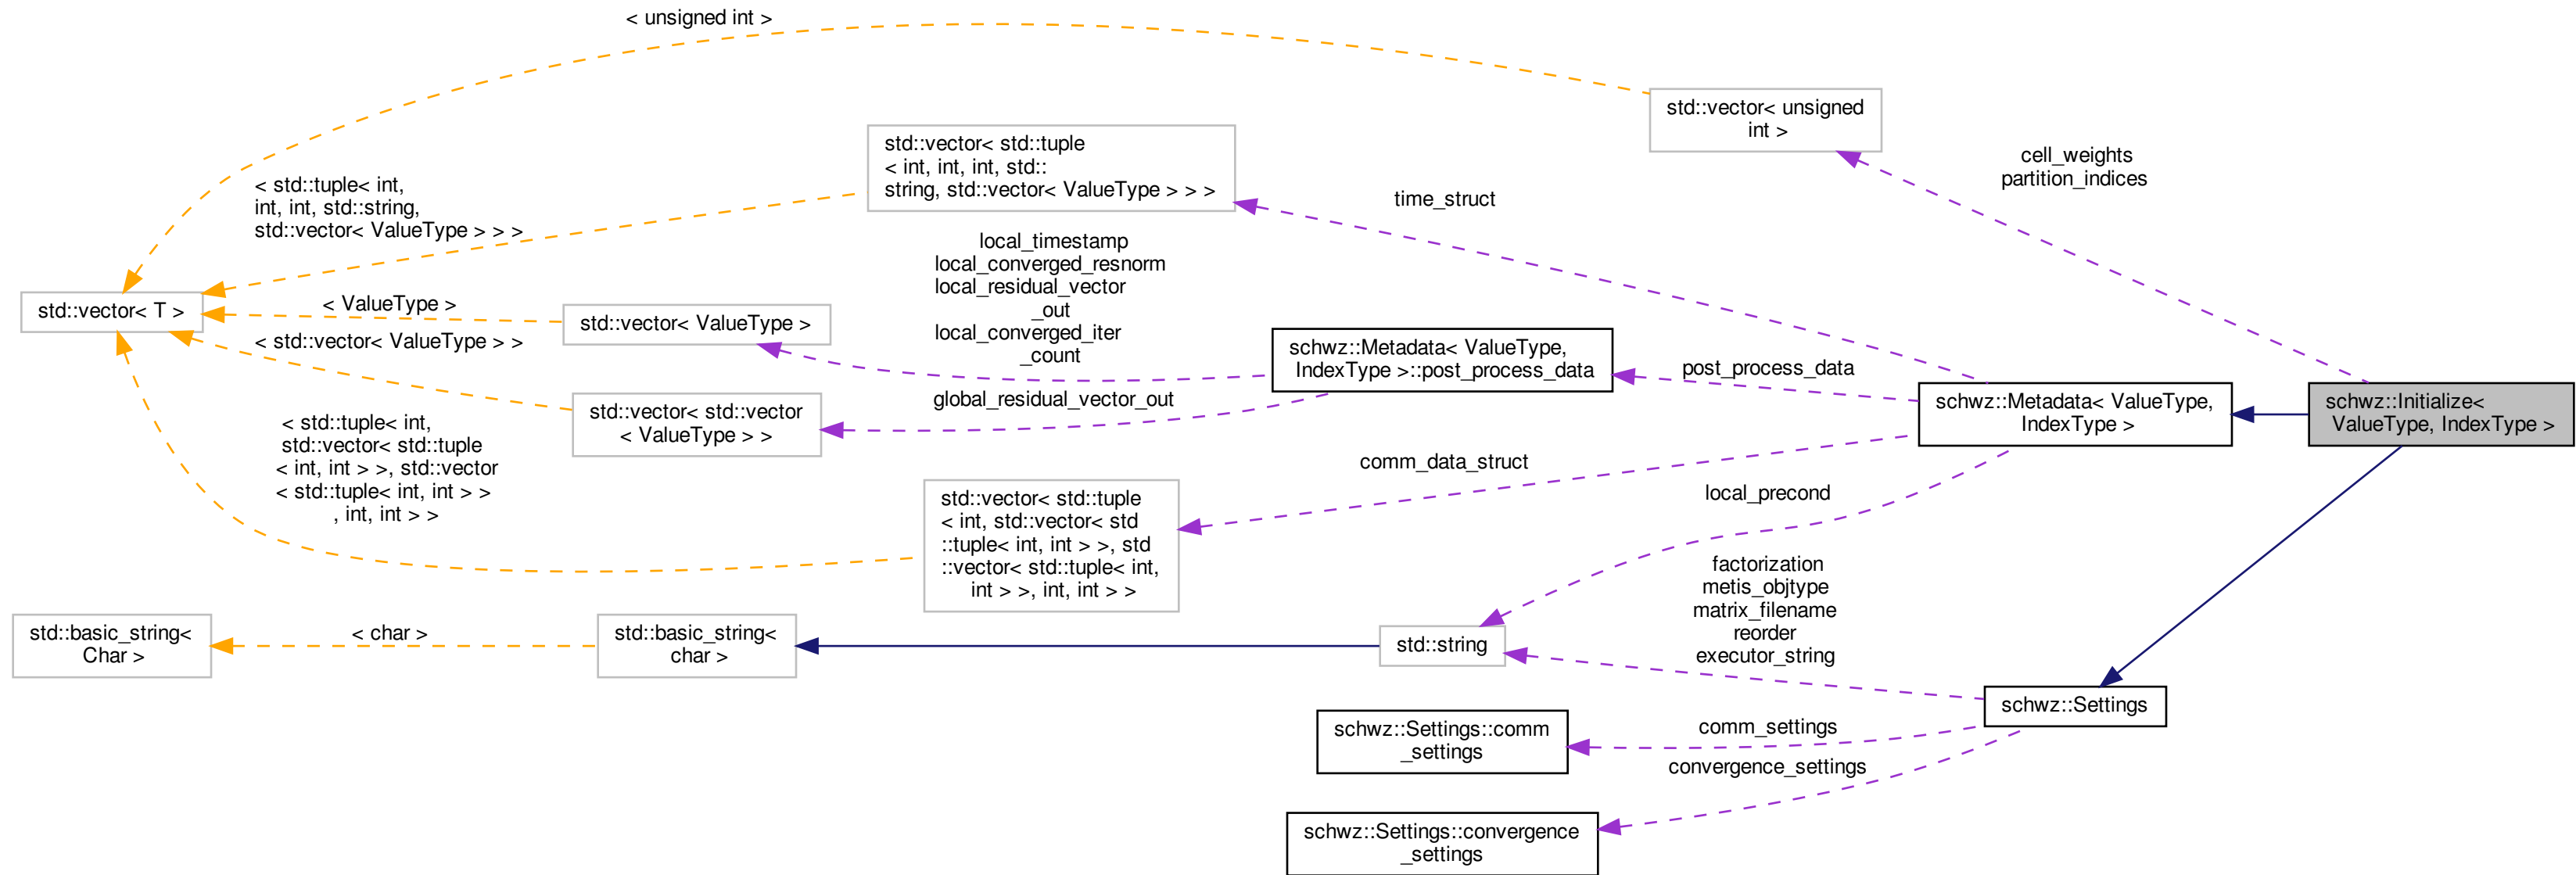 < unsigned int >
std::vector< unsigned
int >
cell_weights
partition_indices
std::vector< std::tuple
< int, int, int, std::
string, std::vector< ValueType > > >
< std::tuple< int,
int, int, std::string,
std::vector< ValueType > > >
time_struct
local_timestamp
local_converged_resnorm
local_residual_vector
_out
local_converged_iter
_count
std::vector< T >
< ValueType >
std::vector< ValueType >
< std::vector< ValueType > >
schwz::Metadata< ValueType,
IndexType >::post_process_data
post_process_data
schwz::Metadata< ValueType,
IndexType >
schwz::Initialize<
ValueType, IndexType >
global_residual_vector_out
std::vector< std::vector
< ValueType > >
< std::tuple< int,
std::vector< std::tuple
< int, int > >, std::vector
< std::tuple< int, int > >
, int, int > >
comm_data_struct
std::vector< std::tuple
< int, std::vector< std
::tuple< int, int > >, std
::vector< std::tuple< int,
int > >, int, int > >
local_precond
factorization
metis_objtype
matrix_filename
reorder
executor_string
std::basic_string<
Char >
< char >
std::basic_string<
char >
std::string
schwz::Settings
schwz::Settings::comm
_settings
comm_settings
convergence_settings
schwz::Settings::convergence
_settings